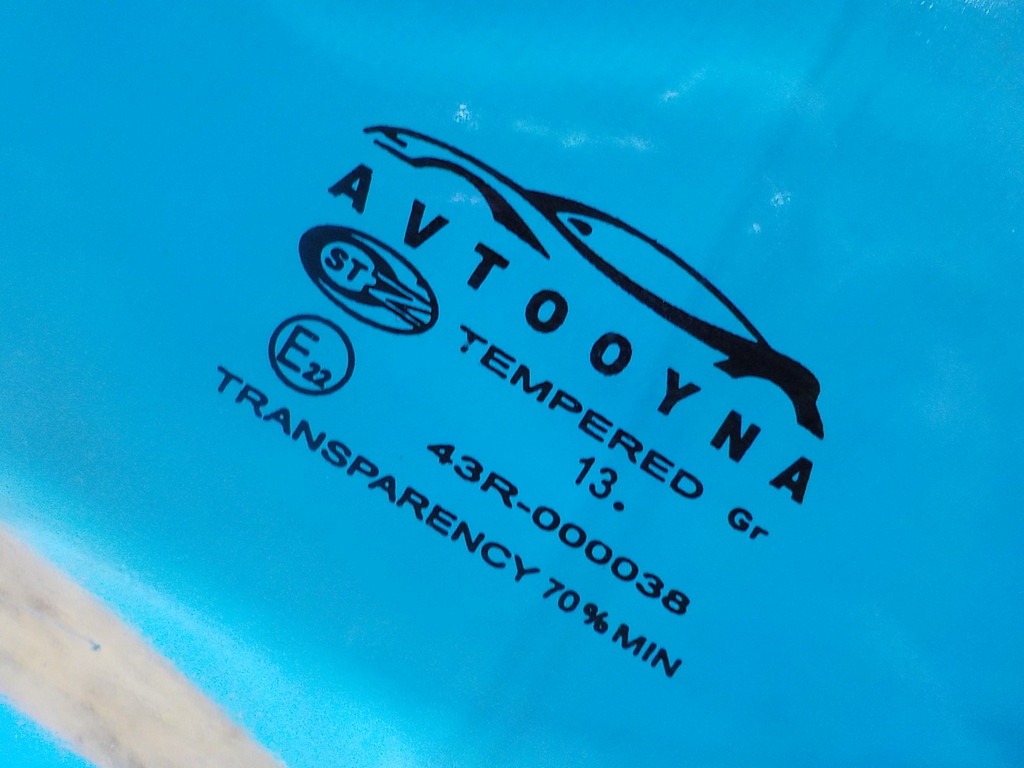 AVTOOYNA
ST
TEMPERED Gr
E22
13.
43R-000038
TRANSPARENCY 70% MIN